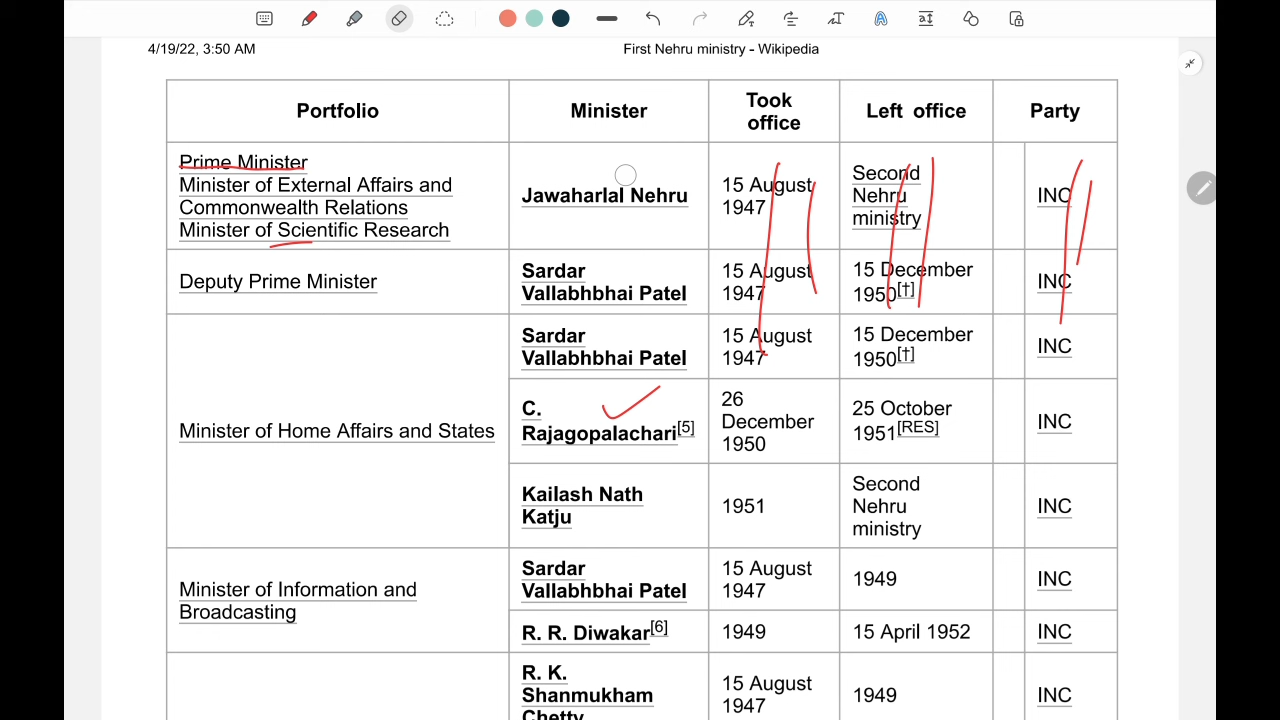 4/19/22, 3:50 AM
First Nehru ministry - Wikipedia
Portfolio
Minister
Took
office
Left office
Party
Prime Minister
Minister of External Affairs and
Commonwealth Relations
Minister of Scientific Research
Jawaharlal Nehru
15 August
1947
Second
Nehru
ministry
INC
Deputy Prime Minister
Sardar
Vallabhbhai Patel
15 August
1947
15 December
1950[†]
INC
Minister of Home Affairs and States
Sardar
Vallabhbhai Patel
15 August
1947
15 December
1950[†]
INC
C.
Rajagopalachari[5]
26
December
1950
25 October
1951[RES]
INC
Kailash Nath
Katju
1951
Second
Nehru
ministry
INC
Minister of Information and
Broadcasting
Sardar
Vallabhbhai Patel
15 August
1947
1949
INC
R. R. Diwakar[6]
1949
15 April 1952
INC
R. K.
Shanmukham
Chetty
15 August
1947
1949
INC